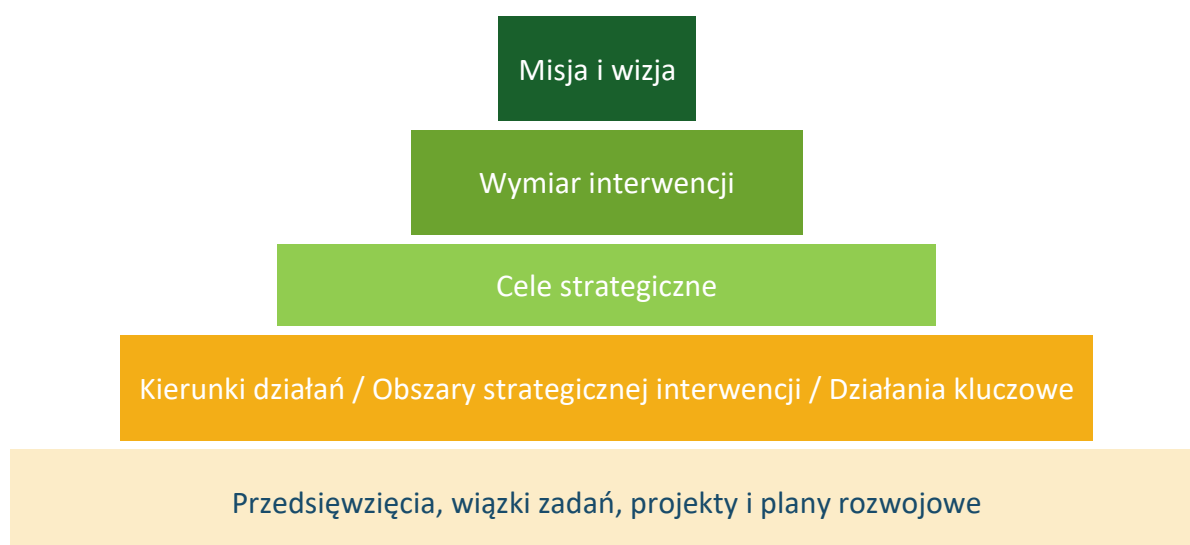 Misja i wizja
Wymiar interwencji
Cele strategiczne
Kierunki działań / Obszary strategicznej interwencji / Działania kluczowe
Przedsięwzięcia, wiązki zadań, projekty i plany rozwojowe